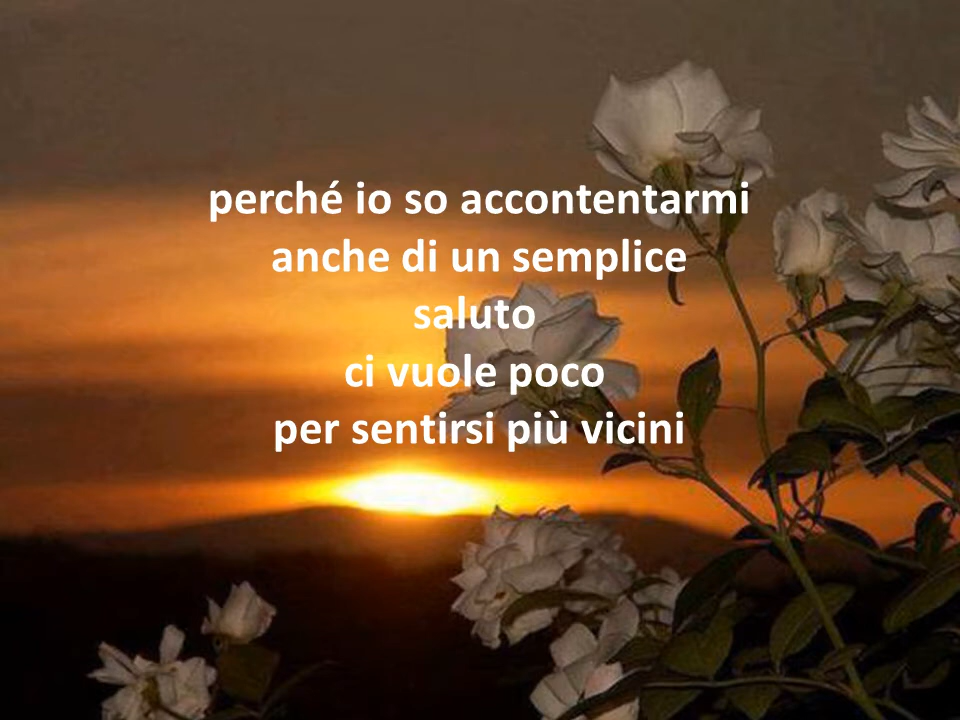 perché io so accontentarmi
anche di un semplice
saluto
ci vuole poco
per sentirsi più vicini